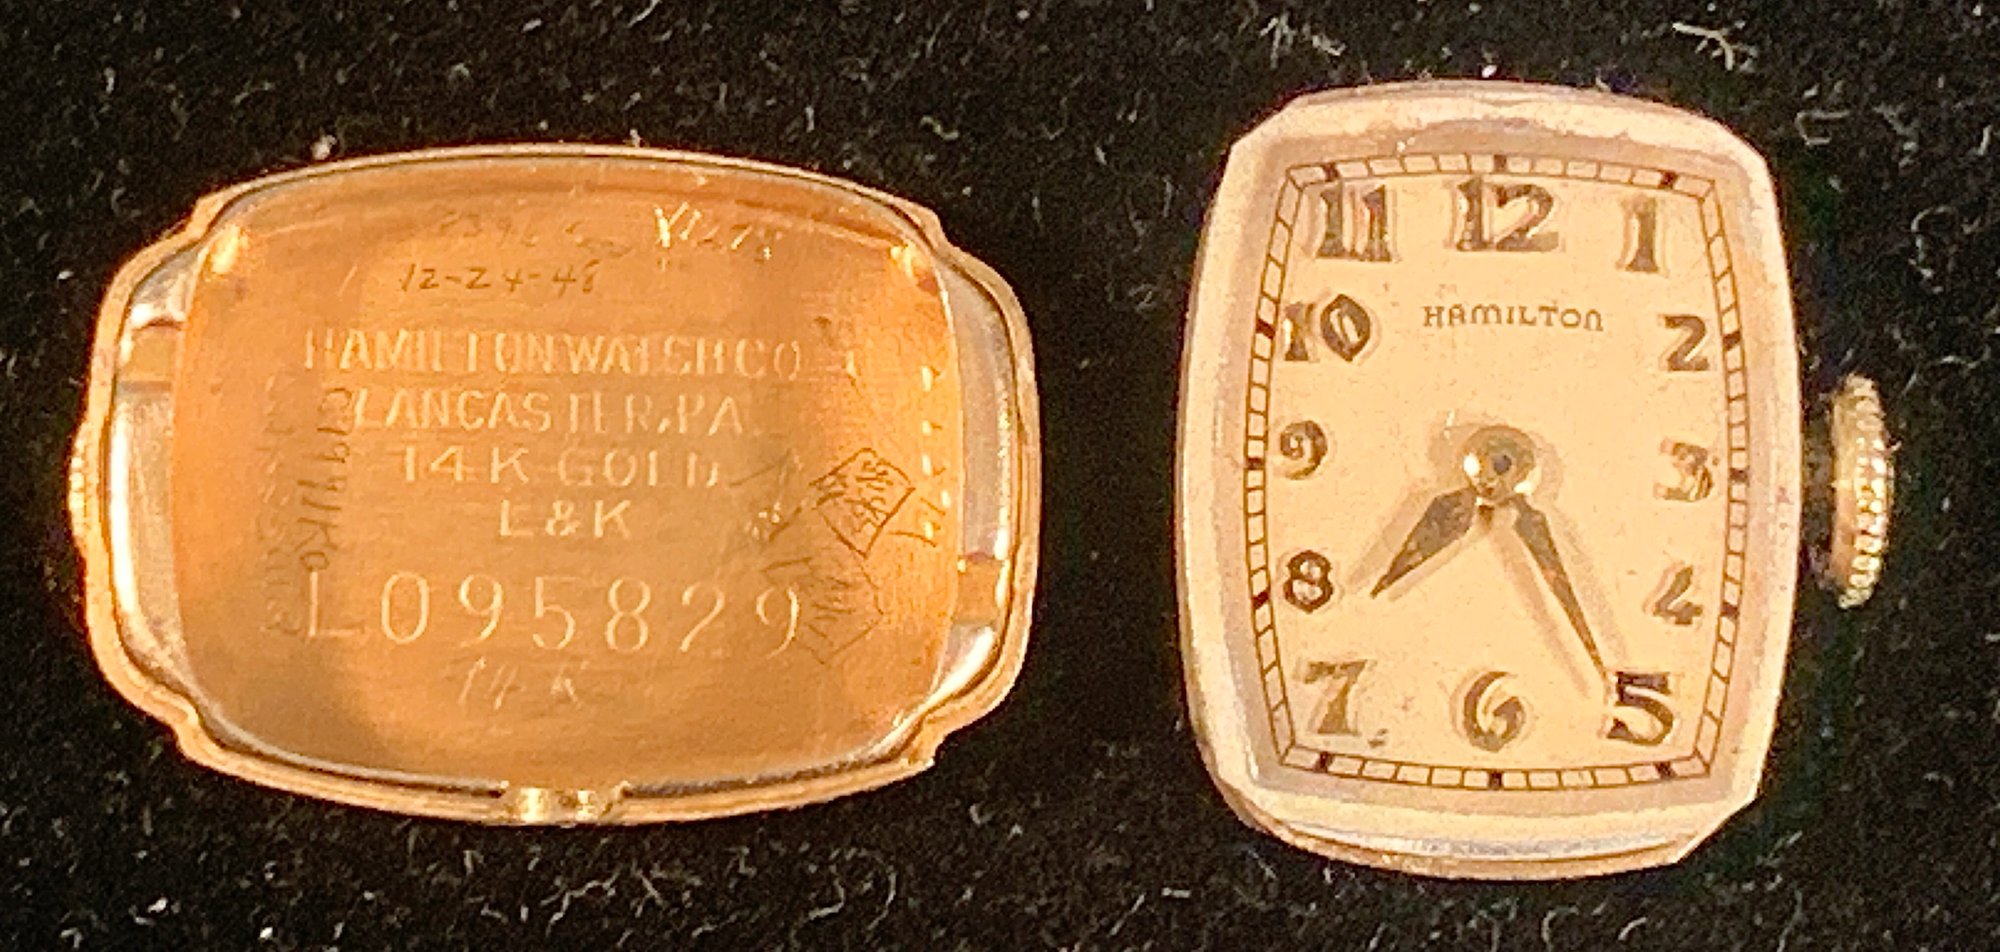 12-24-46
HAMILTON WATCH CO
LANCASTER, PA.
14K GOLD
L&K
L095829
14 K
11 12 1
10 2
HAMILTON
9 3
8 4
7 6 5